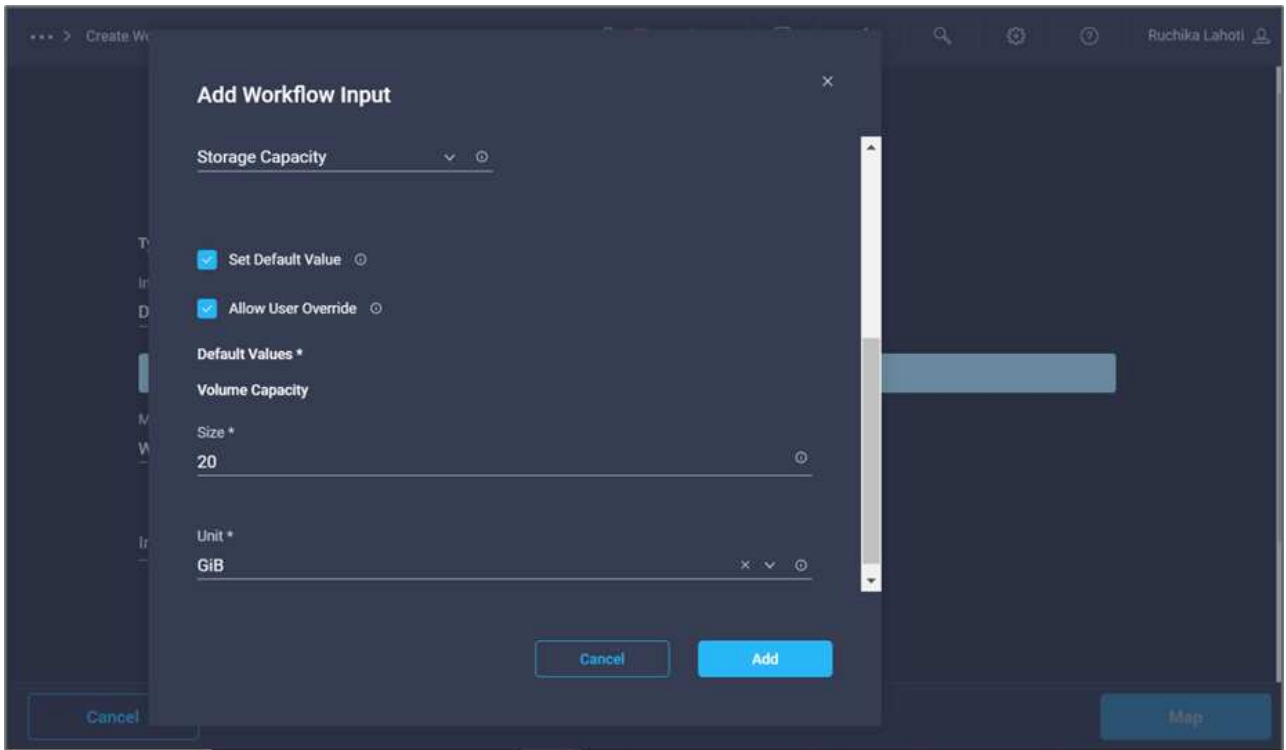 ••• > Create Wo
Ruchika Lahoti
Add Workflow Input
Storage Capacity
Set Default Value
Allow User Override
Default Values *
Volume Capacity
Size *
20
Unit *
GiB
Cancel
Add
Cancel
Map